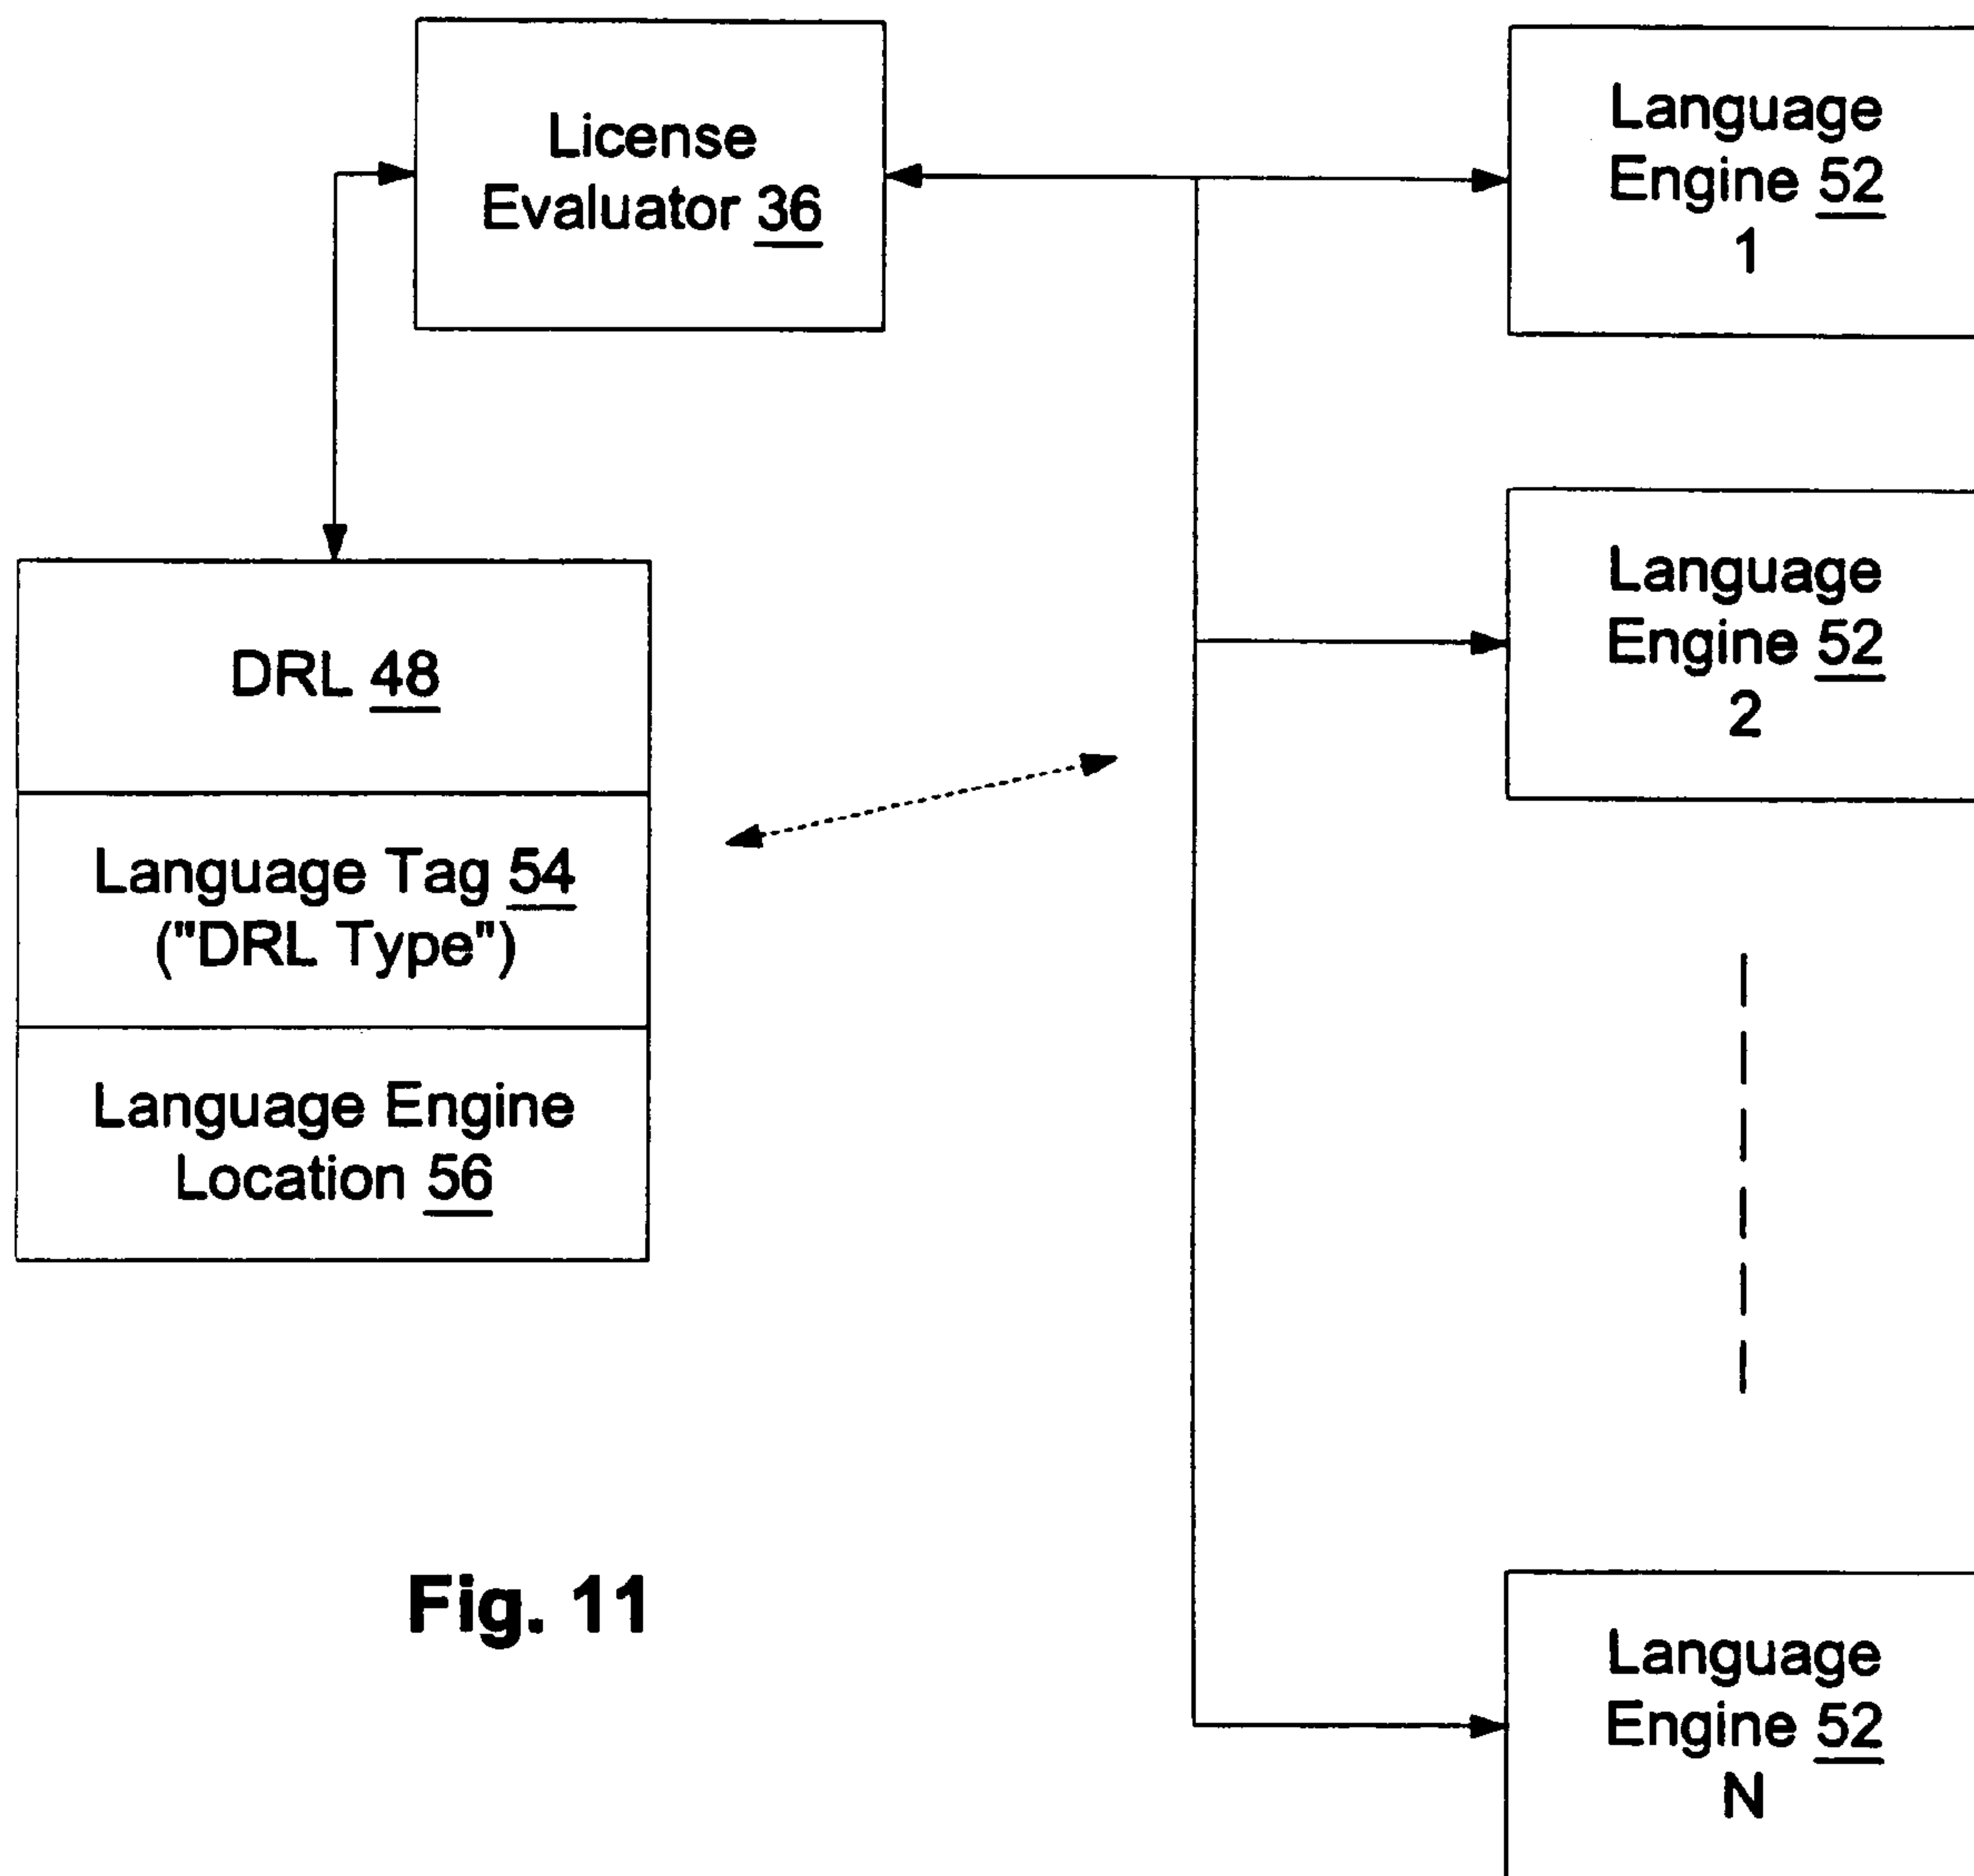 License
Evaluator 36
Language
Engine 52
1
Language
Engine 52
2
DRL 48
Language Tag 54
("DRL Type")
Language Engine
Location 56
Fig. 11
Language
Engine 52
N